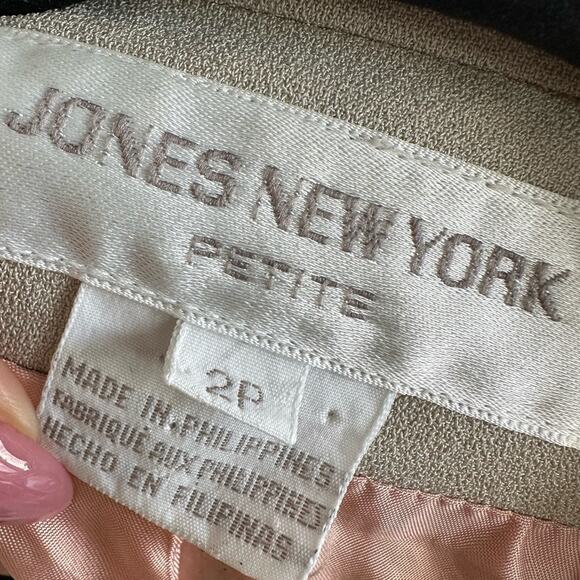 JONES NEW YORK
PETITE
2P
MADE IN PHILIPPINES
FABRIQUÉ AUX PHILIPPINES
HECHO EN FILIPINAS